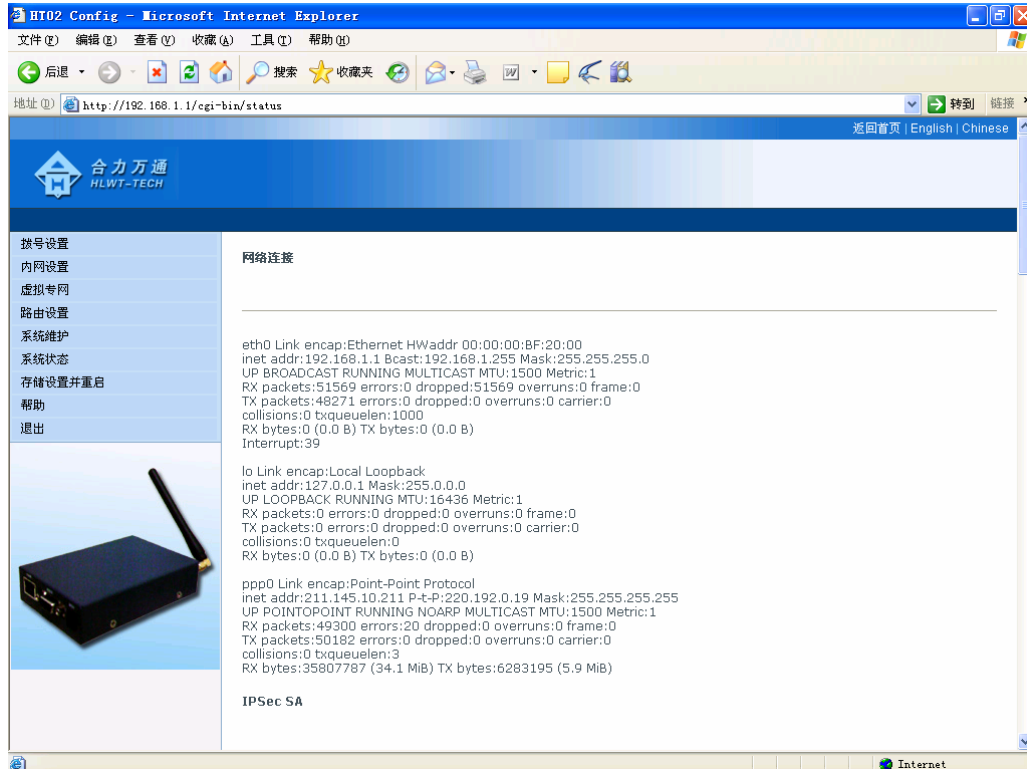 HT02 Config - Microsoft Internet Explorer
文件(F) 编辑(E) 查看(V) 收藏(A) 工具(T) 帮助(H)
后退 搜索 收藏夹
地址(D) http://192.168.1.1/cgi-bin/status 转到 链接
返回首页 | English | Chinese
合力万通
HLWT-TECH
拨号设置
内网设置
虚拟专网
路由设置
系统维护
系统状态
存储设置并重启
帮助
退出
网络连接
eth0 Link encap:Ethernet HWaddr 00:00:00:BF:20:00
inet addr:192.168.1.1 Bcast:192.168.1.255 Mask:255.255.255.0
UP BROADCAST RUNNING MULTICAST MTU:1500 Metric:1
RX packets:51569 errors:0 dropped:51569 overruns:0 frame:0
TX packets:48271 errors:0 dropped:0 overruns:0 carrier:0
collisions:0 txqueuelen:1000
RX bytes:0 (0.0 B) TX bytes:0 (0.0 B)
Interrupt:39
lo Link encap:Local Loopback
inet addr:127.0.0.1 Mask:255.0.0.0
UP LOOPBACK RUNNING MTU:16436 Metric:1
RX packets:0 errors:0 dropped:0 overruns:0 frame:0
TX packets:0 errors:0 dropped:0 overruns:0 carrier:0
collisions:0 txqueuelen:0
RX bytes:0 (0.0 B) TX bytes:0 (0.0 B)
ppp0 Link encap:Point-Point Protocol
inet addr:211.145.10.211 P-t-P:220.192.0.19 Mask:255.255.255.255
UP POINTOPOINT RUNNING NOARP MULTICAST MTU:1500 Metric:1
RX packets:49300 errors:20 dropped:0 overruns:0 frame:0
TX packets:50182 errors:0 dropped:0 overruns:0 carrier:0
collisions:0 txqueuelen:3
RX bytes:35807787 (34.1 MiB) TX bytes:6283195 (5.9 MiB)
IPSec SA
Internet